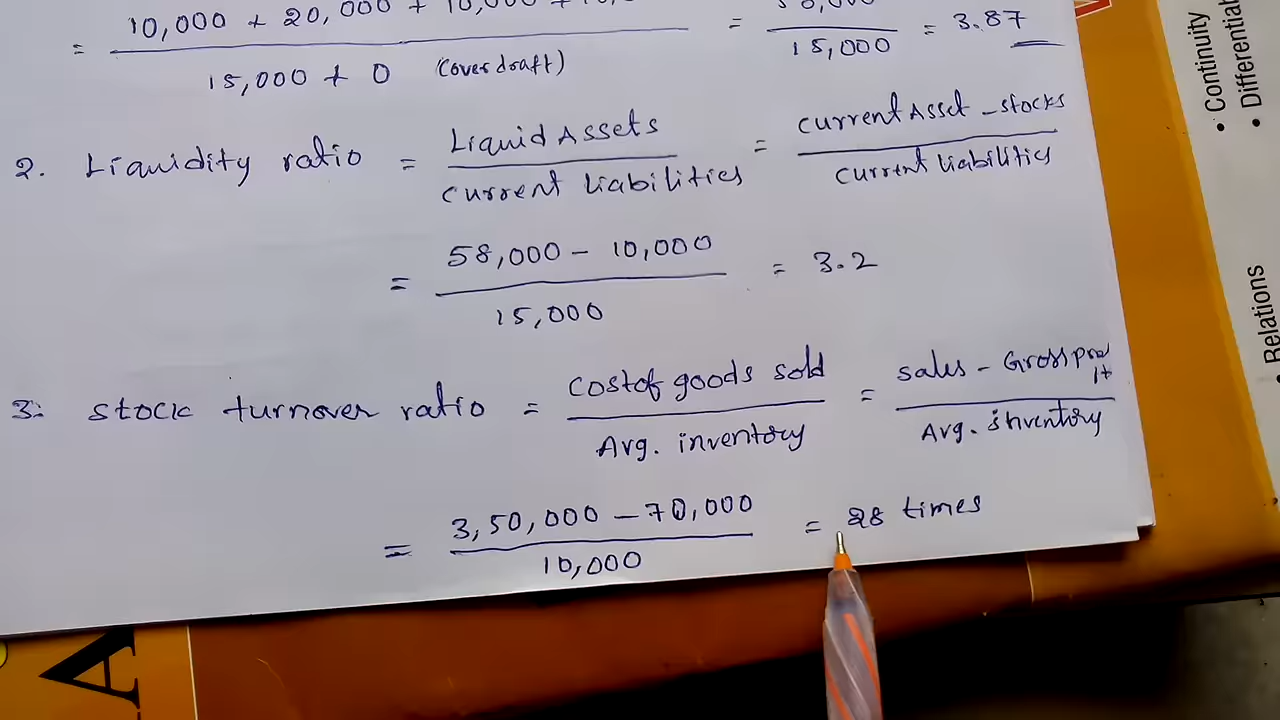 = 10,000 + 20,000 + 10,000 / 15,000 + 0 (overdraft) = / 15,000 = 3.87
2. Liquidity ratio = Liquid Assets / current liabilities = current Asset - stocks / current liabilities
= 58,000 - 10,000 / 15,000 = 3.2
3. stock turnover ratio = cost of goods sold / Avg. inventory = sales - Gross profit / Avg. inventory
= 3,50,000 - 70,000 / 10,000 = 28 times
• Continuity
•
• Relations
A